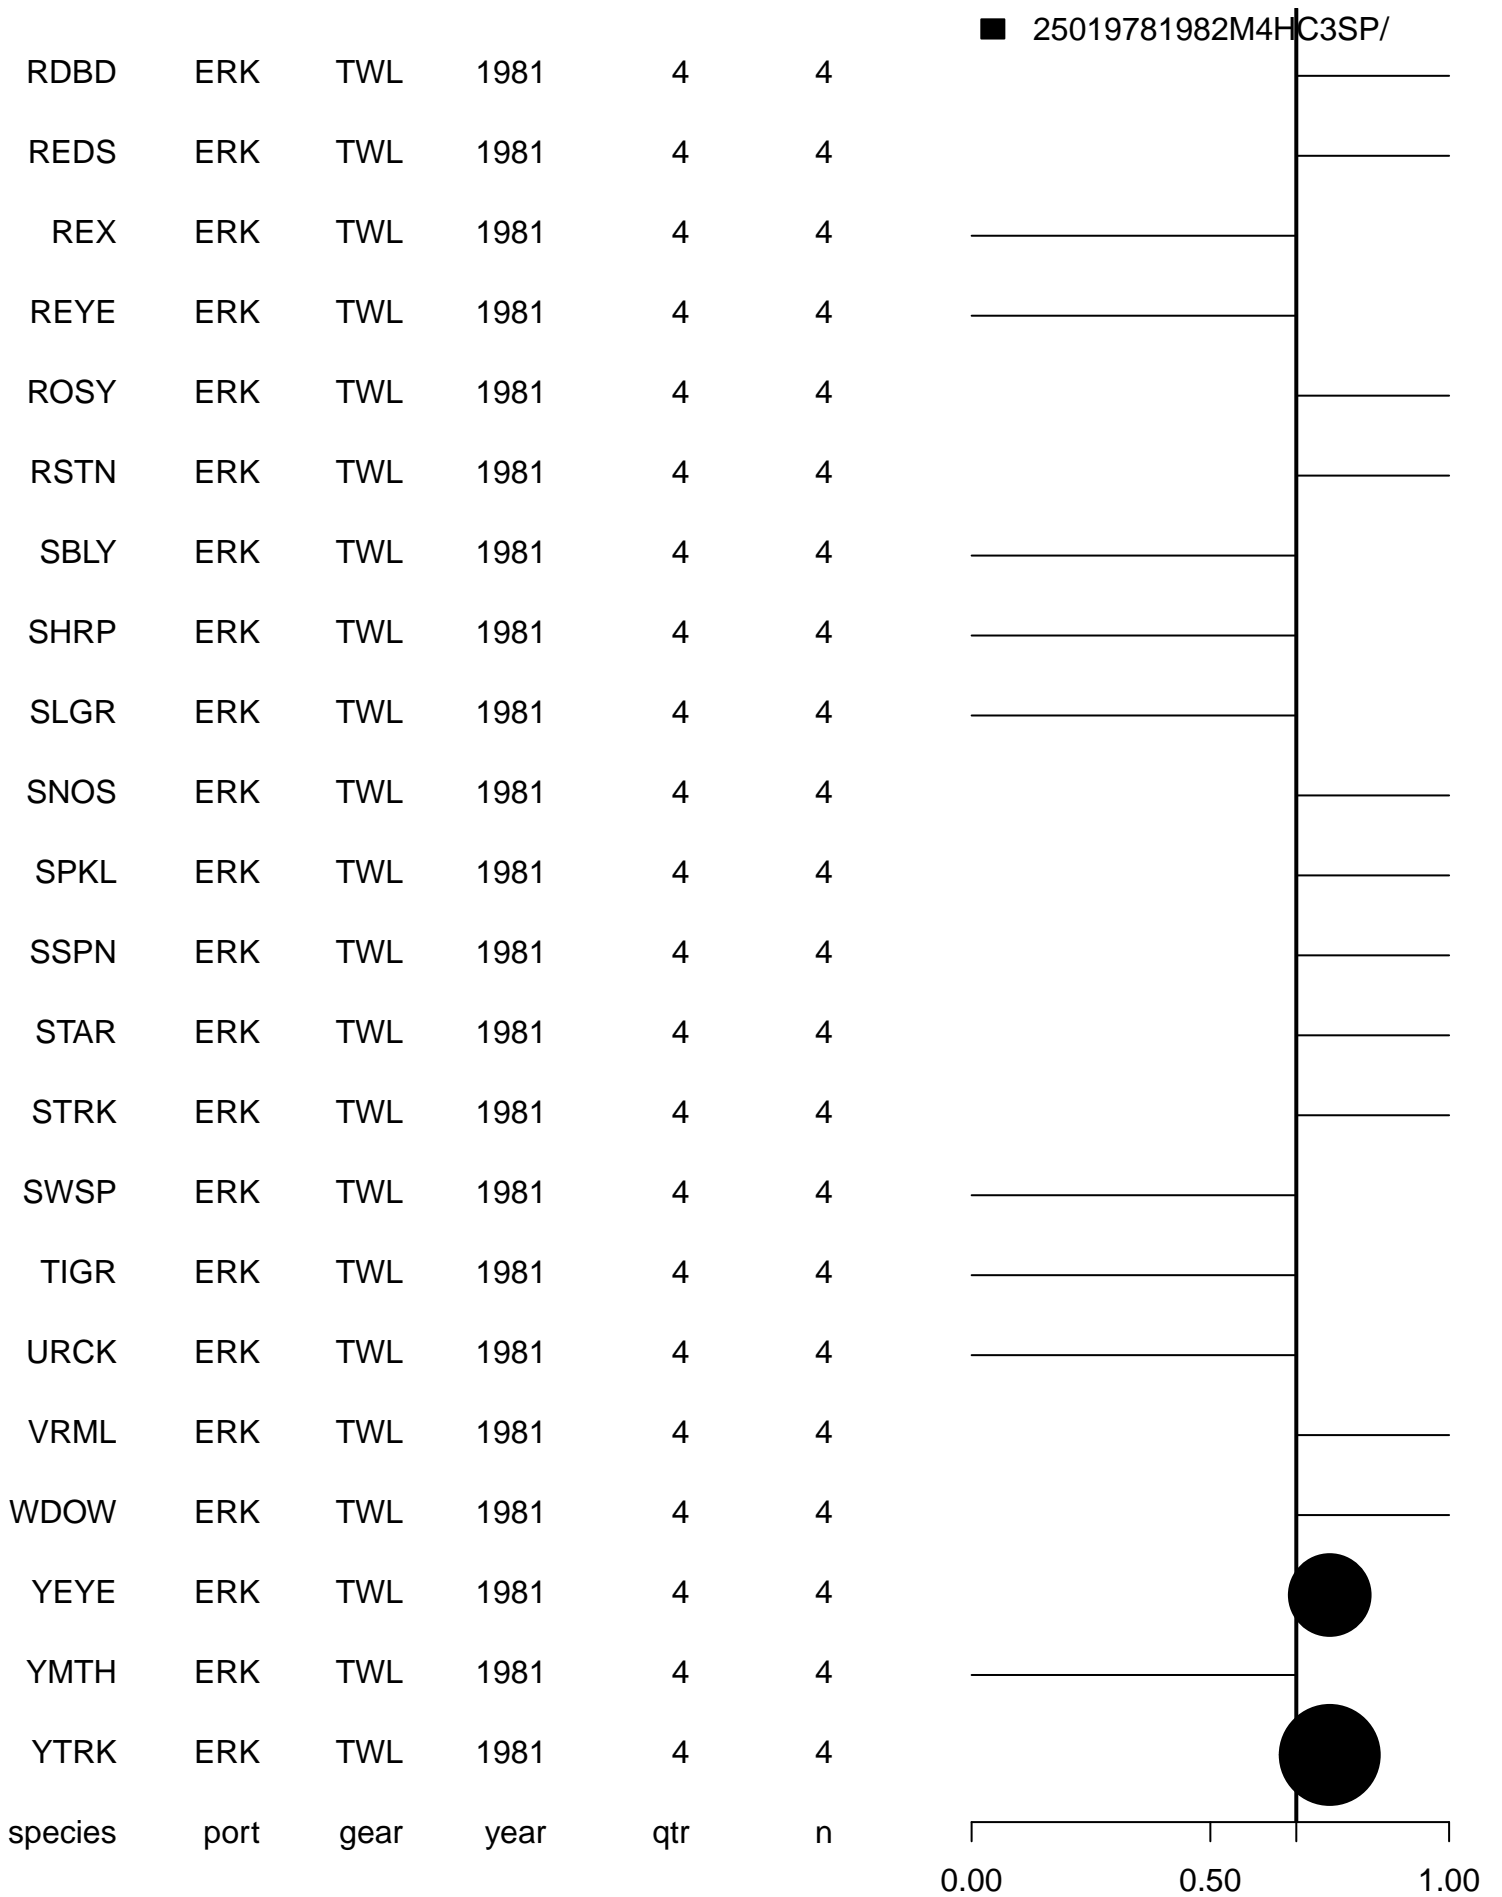 25019781982M4HC3SP/
RDBD ERK TWL 1981 4 4
REDS ERK TWL 1981 4 4
REX ERK TWL 1981 4 4
REYE ERK TWL 1981 4 4
ROSY ERK TWL 1981 4 4
RSTN ERK TWL 1981 4 4
SBLY ERK TWL 1981 4 4
SHRP ERK TWL 1981 4 4
SLGR ERK TWL 1981 4 4
SNOS ERK TWL 1981 4 4
SPKL ERK TWL 1981 4 4
SSPN ERK TWL 1981 4 4
STAR ERK TWL 1981 4 4
STRK ERK TWL 1981 4 4
SWSP ERK TWL 1981 4 4
TIGR ERK TWL 1981 4 4
URCK ERK TWL 1981 4 4
VRML ERK TWL 1981 4 4
WDOW ERK TWL 1981 4 4
YEYE ERK TWL 1981 4 4
YMTH ERK TWL 1981 4 4
YTRK ERK TWL 1981 4 4
species port gear year qtr n
0.00 0.50 1.00